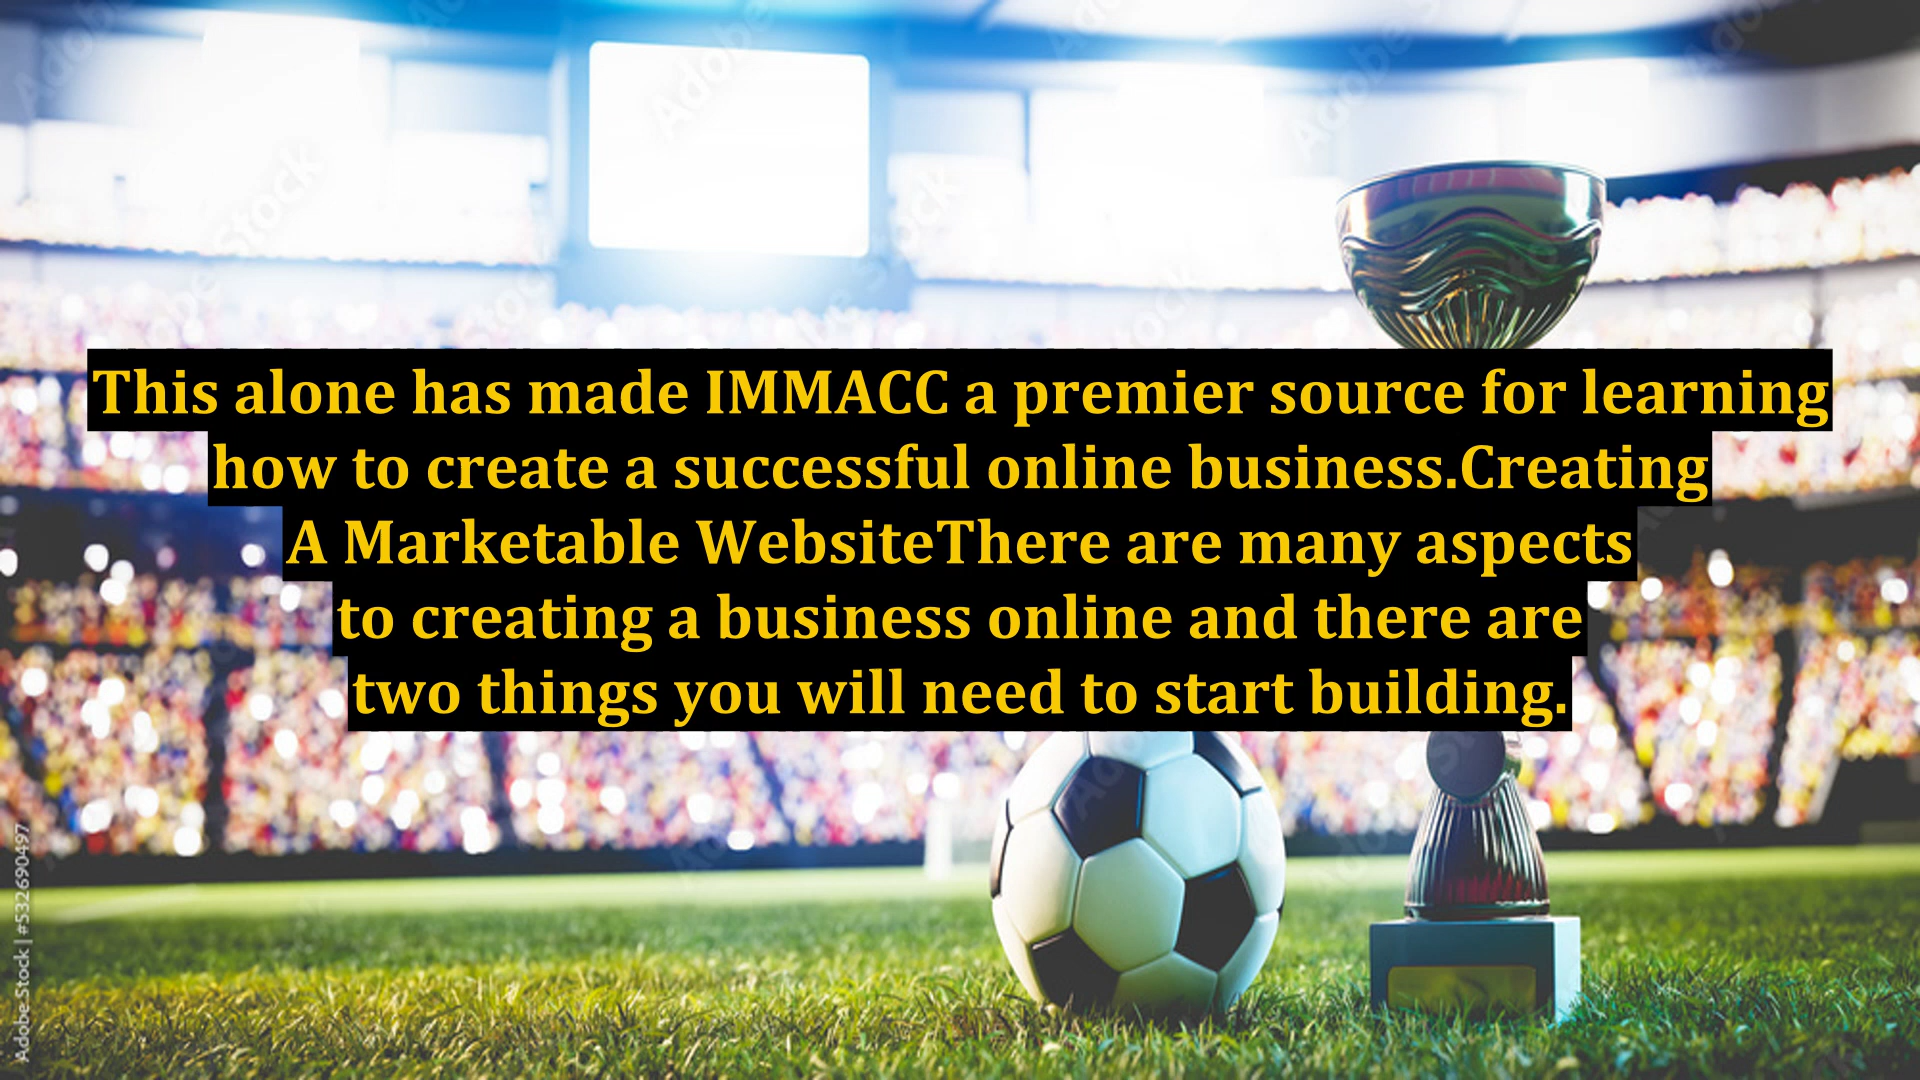 This alone has made IMMACC a premier source for learning
how to create a successful online business.Creating
A Marketable WebsiteThere are many aspects
to creating a business online and there are
two things you will need to start building.
Adobe Stock | #532690497